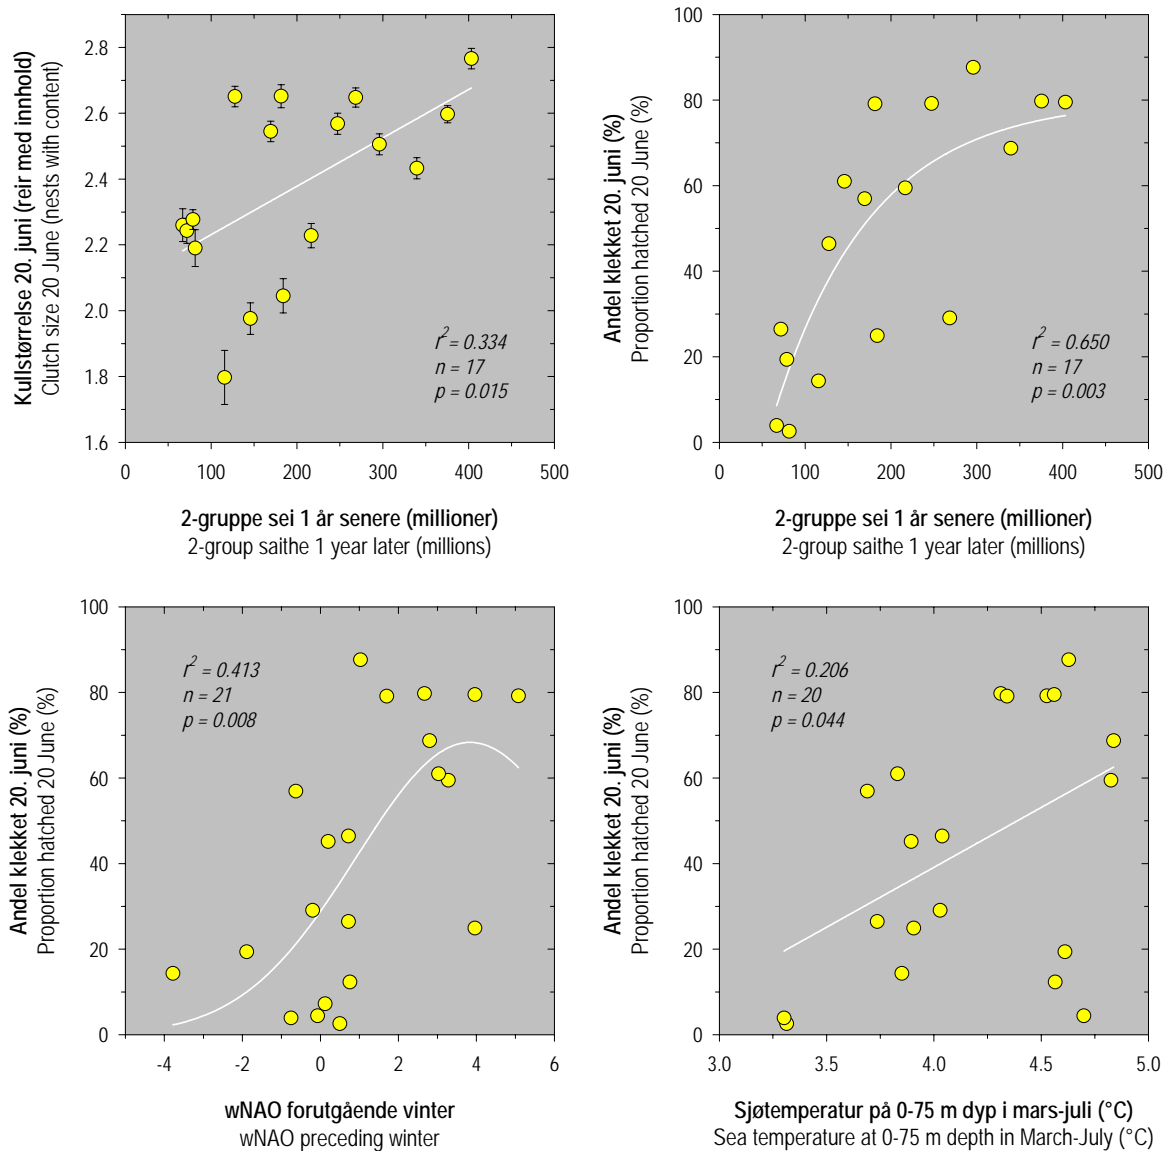 Kullstørrelse 20. juni (reir med innhold)
Clutch size 20 June (nests with content)
2.8
2.6
2.4
2.2
2.0
1.8
1.6
0 100 200 300 400 500
r² = 0.334
n = 17
p = 0.015
2-gruppe sei 1 år senere (millioner)
2-group saithe 1 year later (millions)
Andel klekket 20. juni (%)
Proportion hatched 20 June (%)
100
80
60
40
20
0
0 100 200 300 400 500
r² = 0.650
n = 17
p = 0.003
2-gruppe sei 1 år senere (millioner)
2-group saithe 1 year later (millions)
Andel klekket 20. juni (%)
Proportion hatched 20 June (%)
100
80
60
40
20
0
-4 -2 0 2 4 6
r² = 0.413
n = 21
p = 0.008
wNAO forutgående vinter
wNAO preceding winter
Andel klekket 20. juni (%)
Proportion hatched 20 June (%)
100
80
60
40
20
0
3.0 3.5 4.0 4.5 5.0
r² = 0.206
n = 20
p = 0.044
Sjøtemperatur på 0-75 m dyp i mars-juli (°C)
Sea temperature at 0-75 m depth in March-July (°C)